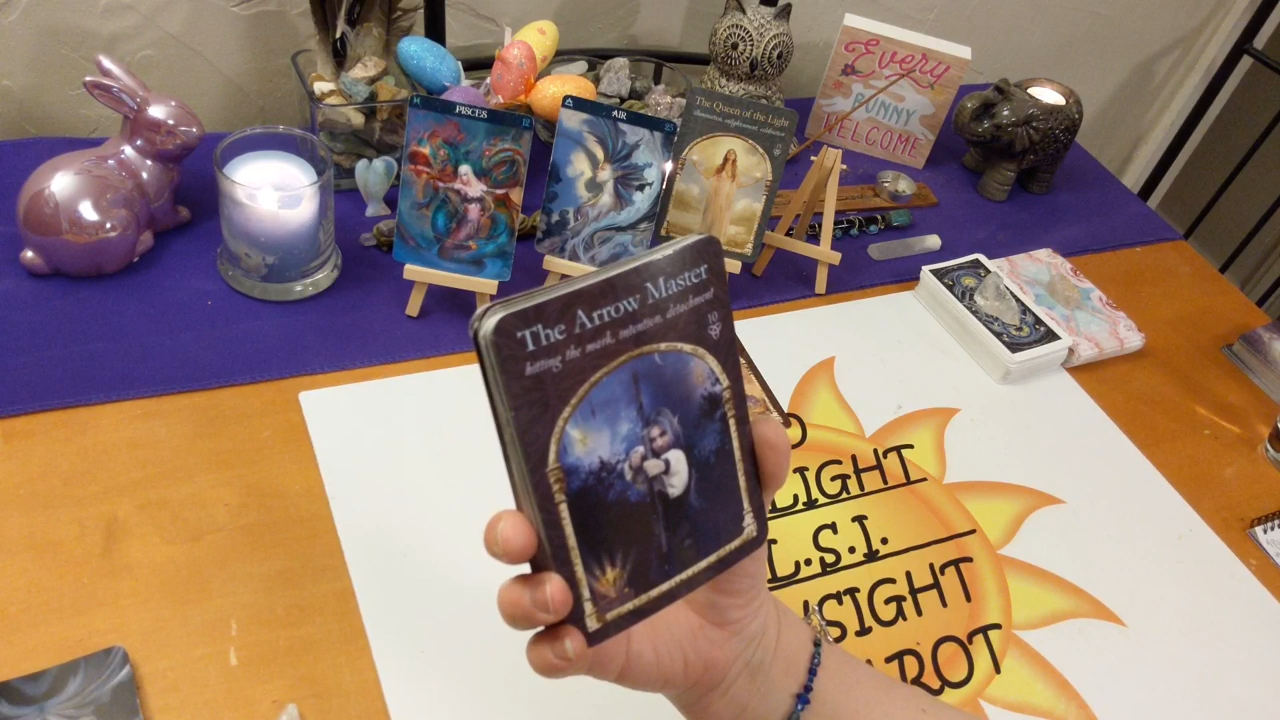 Every
BUNNY
WELCOME
PISCES
12
AIR
25
The Queen of the Light
illumination, enlightenment, celebration
The Arrow Master
hitting the mark, intention, detachment
10
LIGHT
L.S.I.
SIGHT
ROT